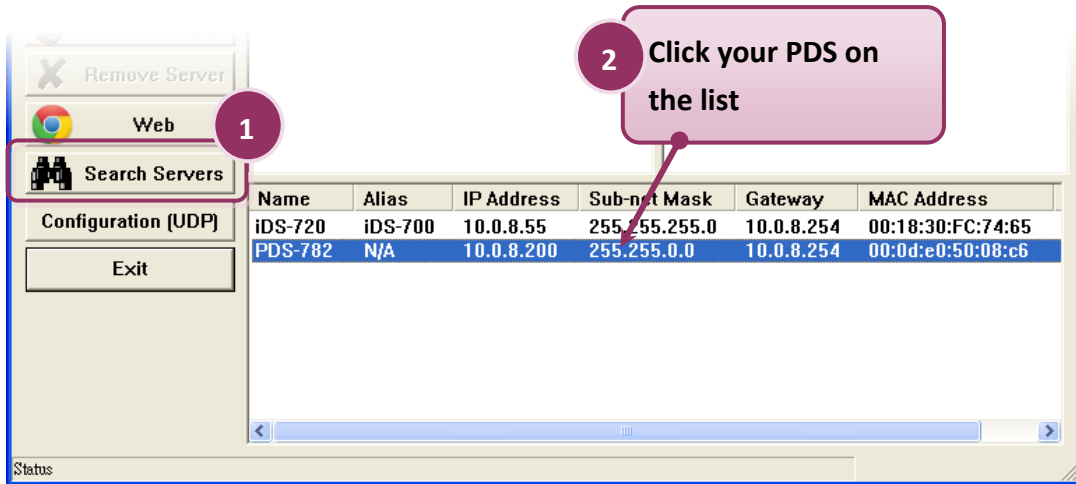 2
Click your PDS on
the list
Remove Server
Web
1
Search Servers
Configuration (UDP)
Exit
Name Alias IP Address Sub-net Mask Gateway MAC Address
iDS-720 iDS-700 10.0.8.55 255.255.255.0 10.0.8.254 00:18:30:FC:74:65
PDS-782 N/A 10.0.8.200 255.255.0.0 10.0.8.254 00:0d:e0:50:08:c6
Status